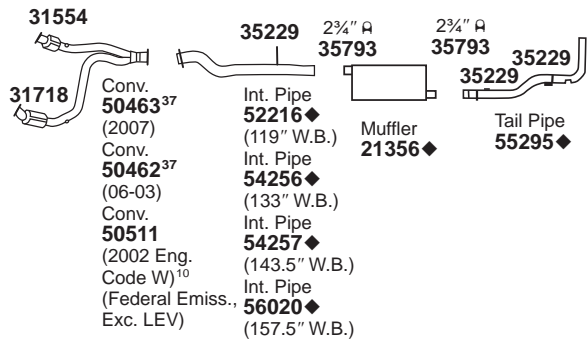 31554
31718
Conv.
50463³⁷
(2007)
Conv.
50462³⁷
(06-03)
Conv.
50511
(2002 Eng.
Code W)¹⁰
(Federal Emiss.,
Exc. LEV)
35229
Int. Pipe
52216◆
(119″ W.B.)
Int. Pipe
54256◆
(133″ W.B.)
Int. Pipe
54257◆
(143.5″ W.B.)
Int. Pipe
56020◆
(157.5″ W.B.)
2¾″
35793
Muffler
21356◆
2¾″
35793
35229
35229
Tail Pipe
55295◆